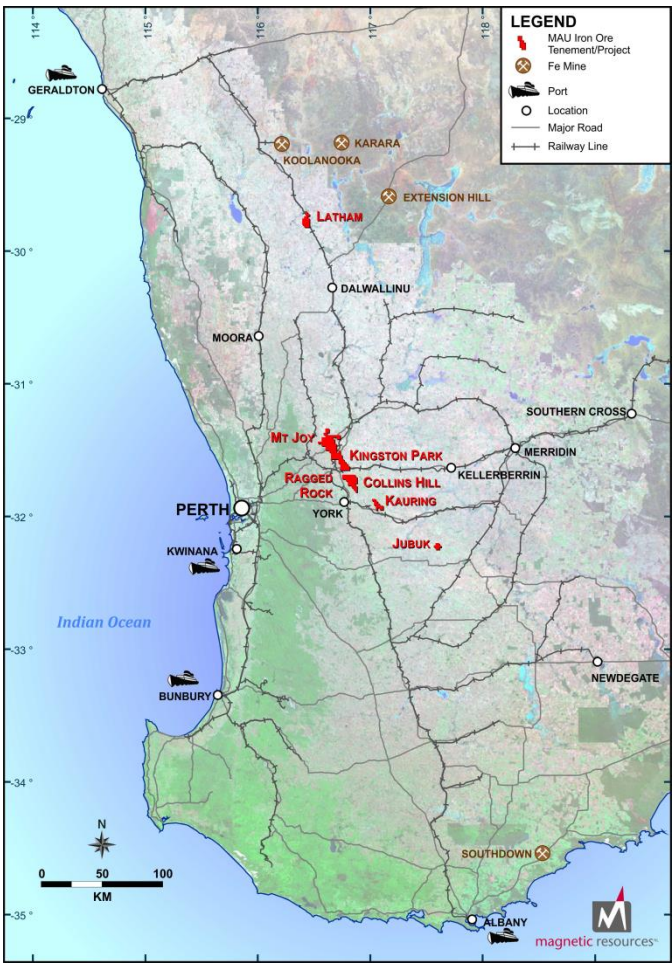 114°
115°
116°
117°
118°
LEGEND
MAU Iron Ore
Tenement/Project
Fe Mine
Port
Location
Major Road
Railway Line
GERALDTON
-29°
KARARA
KOOLANOOKA
EXTENSION HILL
LATHAM
-30°
DALWALLINU
MOORA
-31°
SOUTHERN CROSS
MT JOY
KINGSTON PARK
MERRIDIN
KELLERBERRIN
RAGGED
ROCK
COLLINS HILL
KAURING
YORK
PERTH
-32°
JUBUK
KWINANA
Indian Ocean
-33°
NEWDEGATE
BUNBURY
-34°
N
SOUTHDOWN
0 50 100
KM
-35°
ALBANY
M
magnetic resources